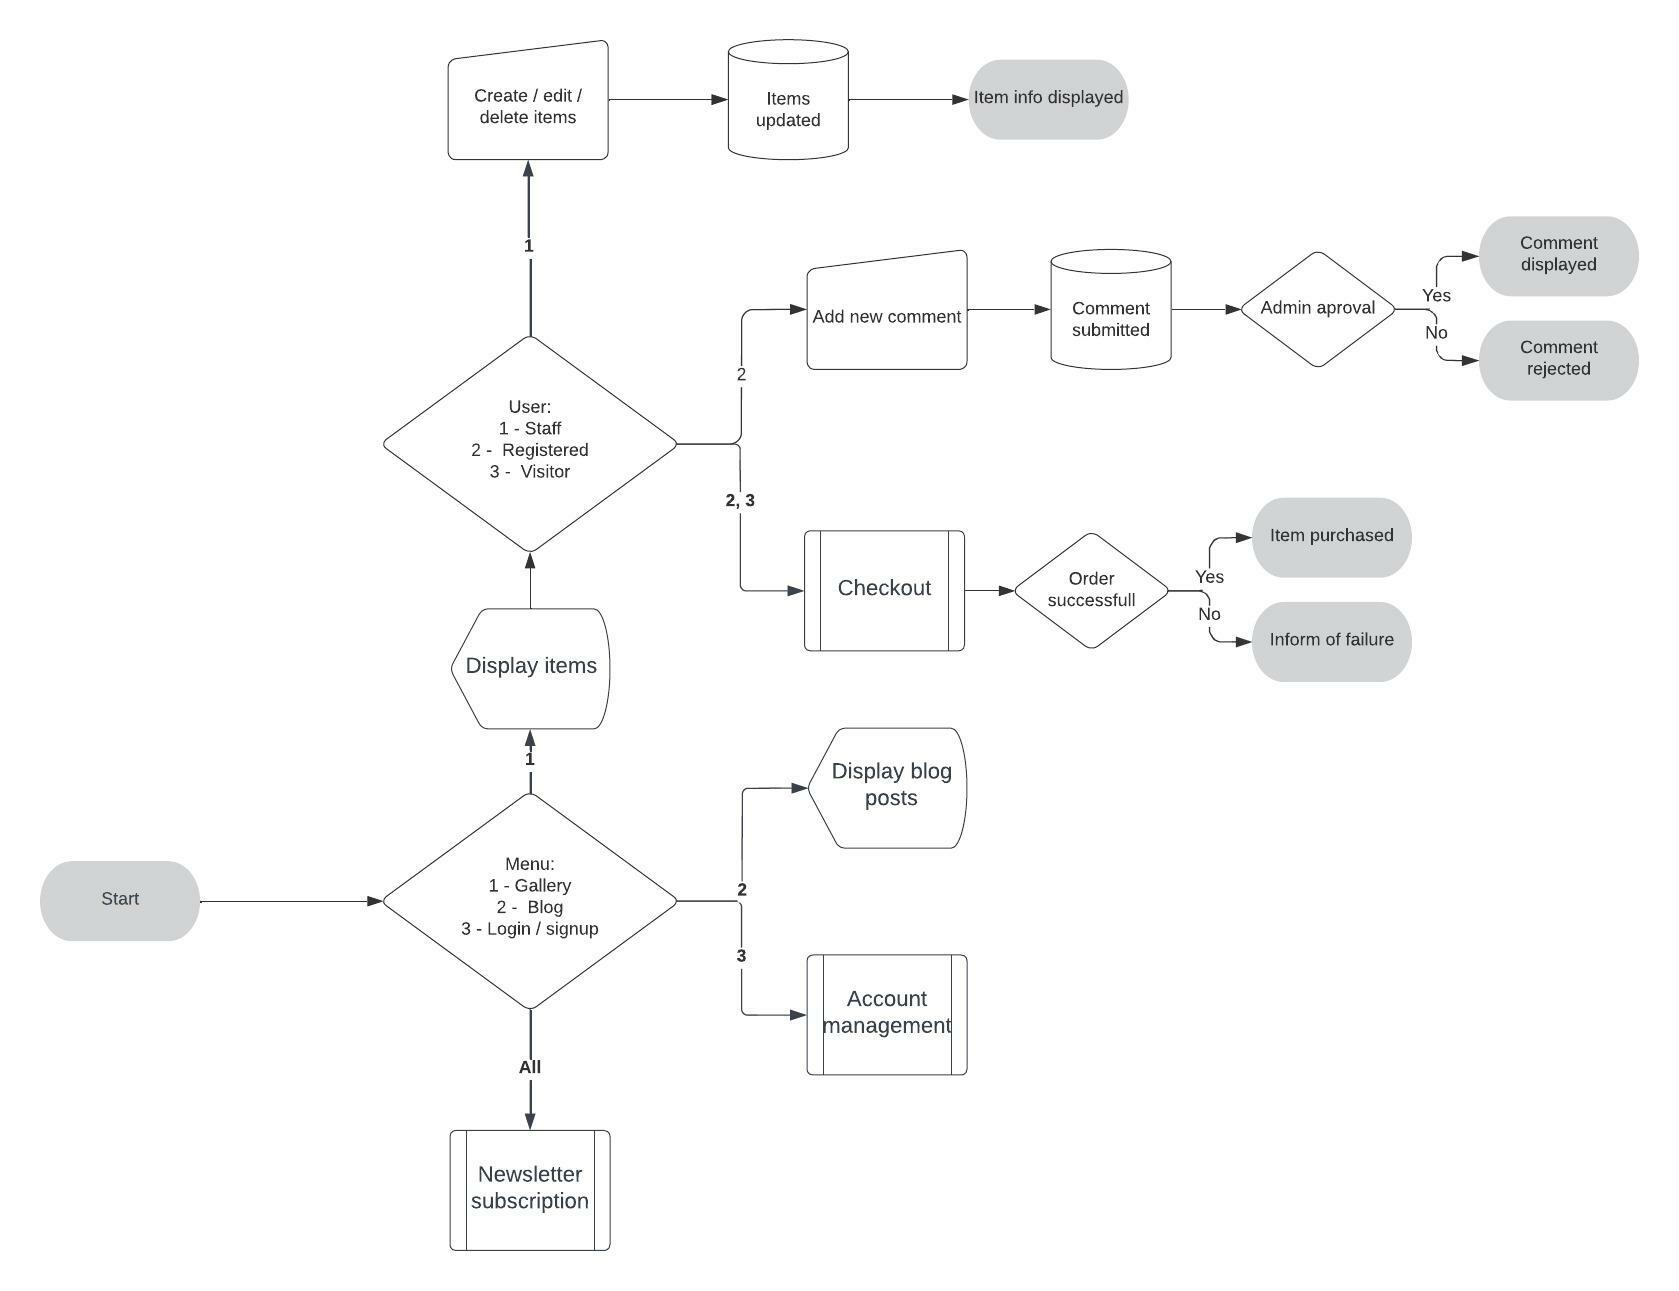 Create / edit /
delete items
Items
updated
Item info displayed
1
Comment
displayed
Add new comment
Comment
submitted
Admin aproval
Yes
No
Comment
rejected
2
User:
1 - Staff
2 -  Registered
3 -  Visitor
2, 3
Item purchased
Checkout
Order
successfull
Yes
No
Inform of failure
Display items
1
Display blog
posts
Start
Menu:
1 - Gallery
2 -  Blog
3 - Login / signup
2
3
Account
management
All
Newsletter
subscription